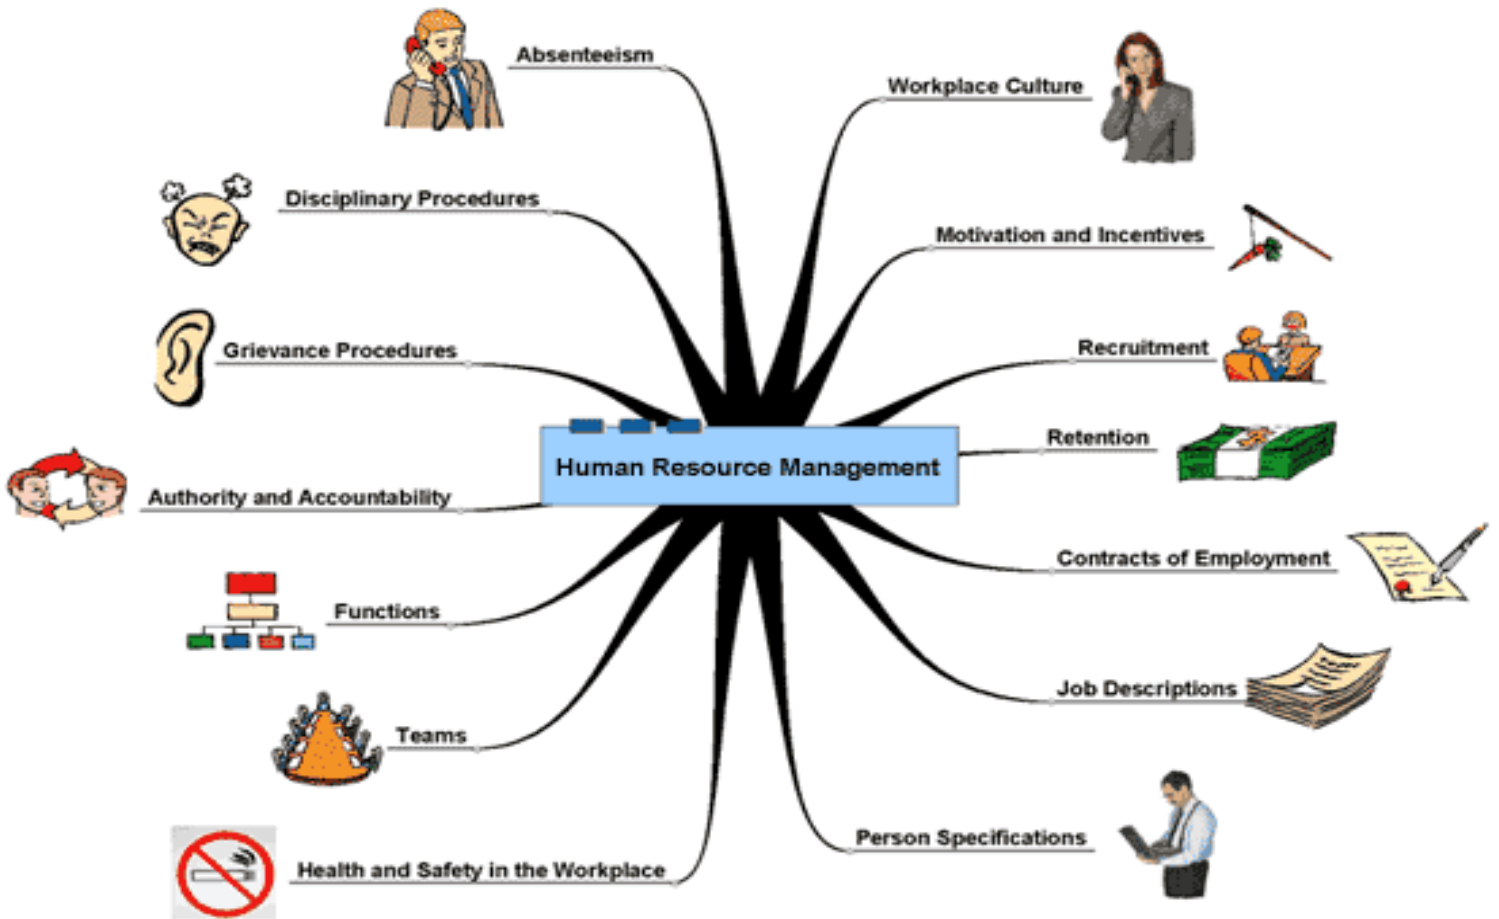 Absenteeism
Workplace Culture
Disciplinary Procedures
Motivation and Incentives
Grievance Procedures
Recruitment
Retention
Human Resource Management
Authority and Accountability
Contracts of Employment
Functions
Job Descriptions
Teams
Person Specifications
Health and Safety in the Workplace